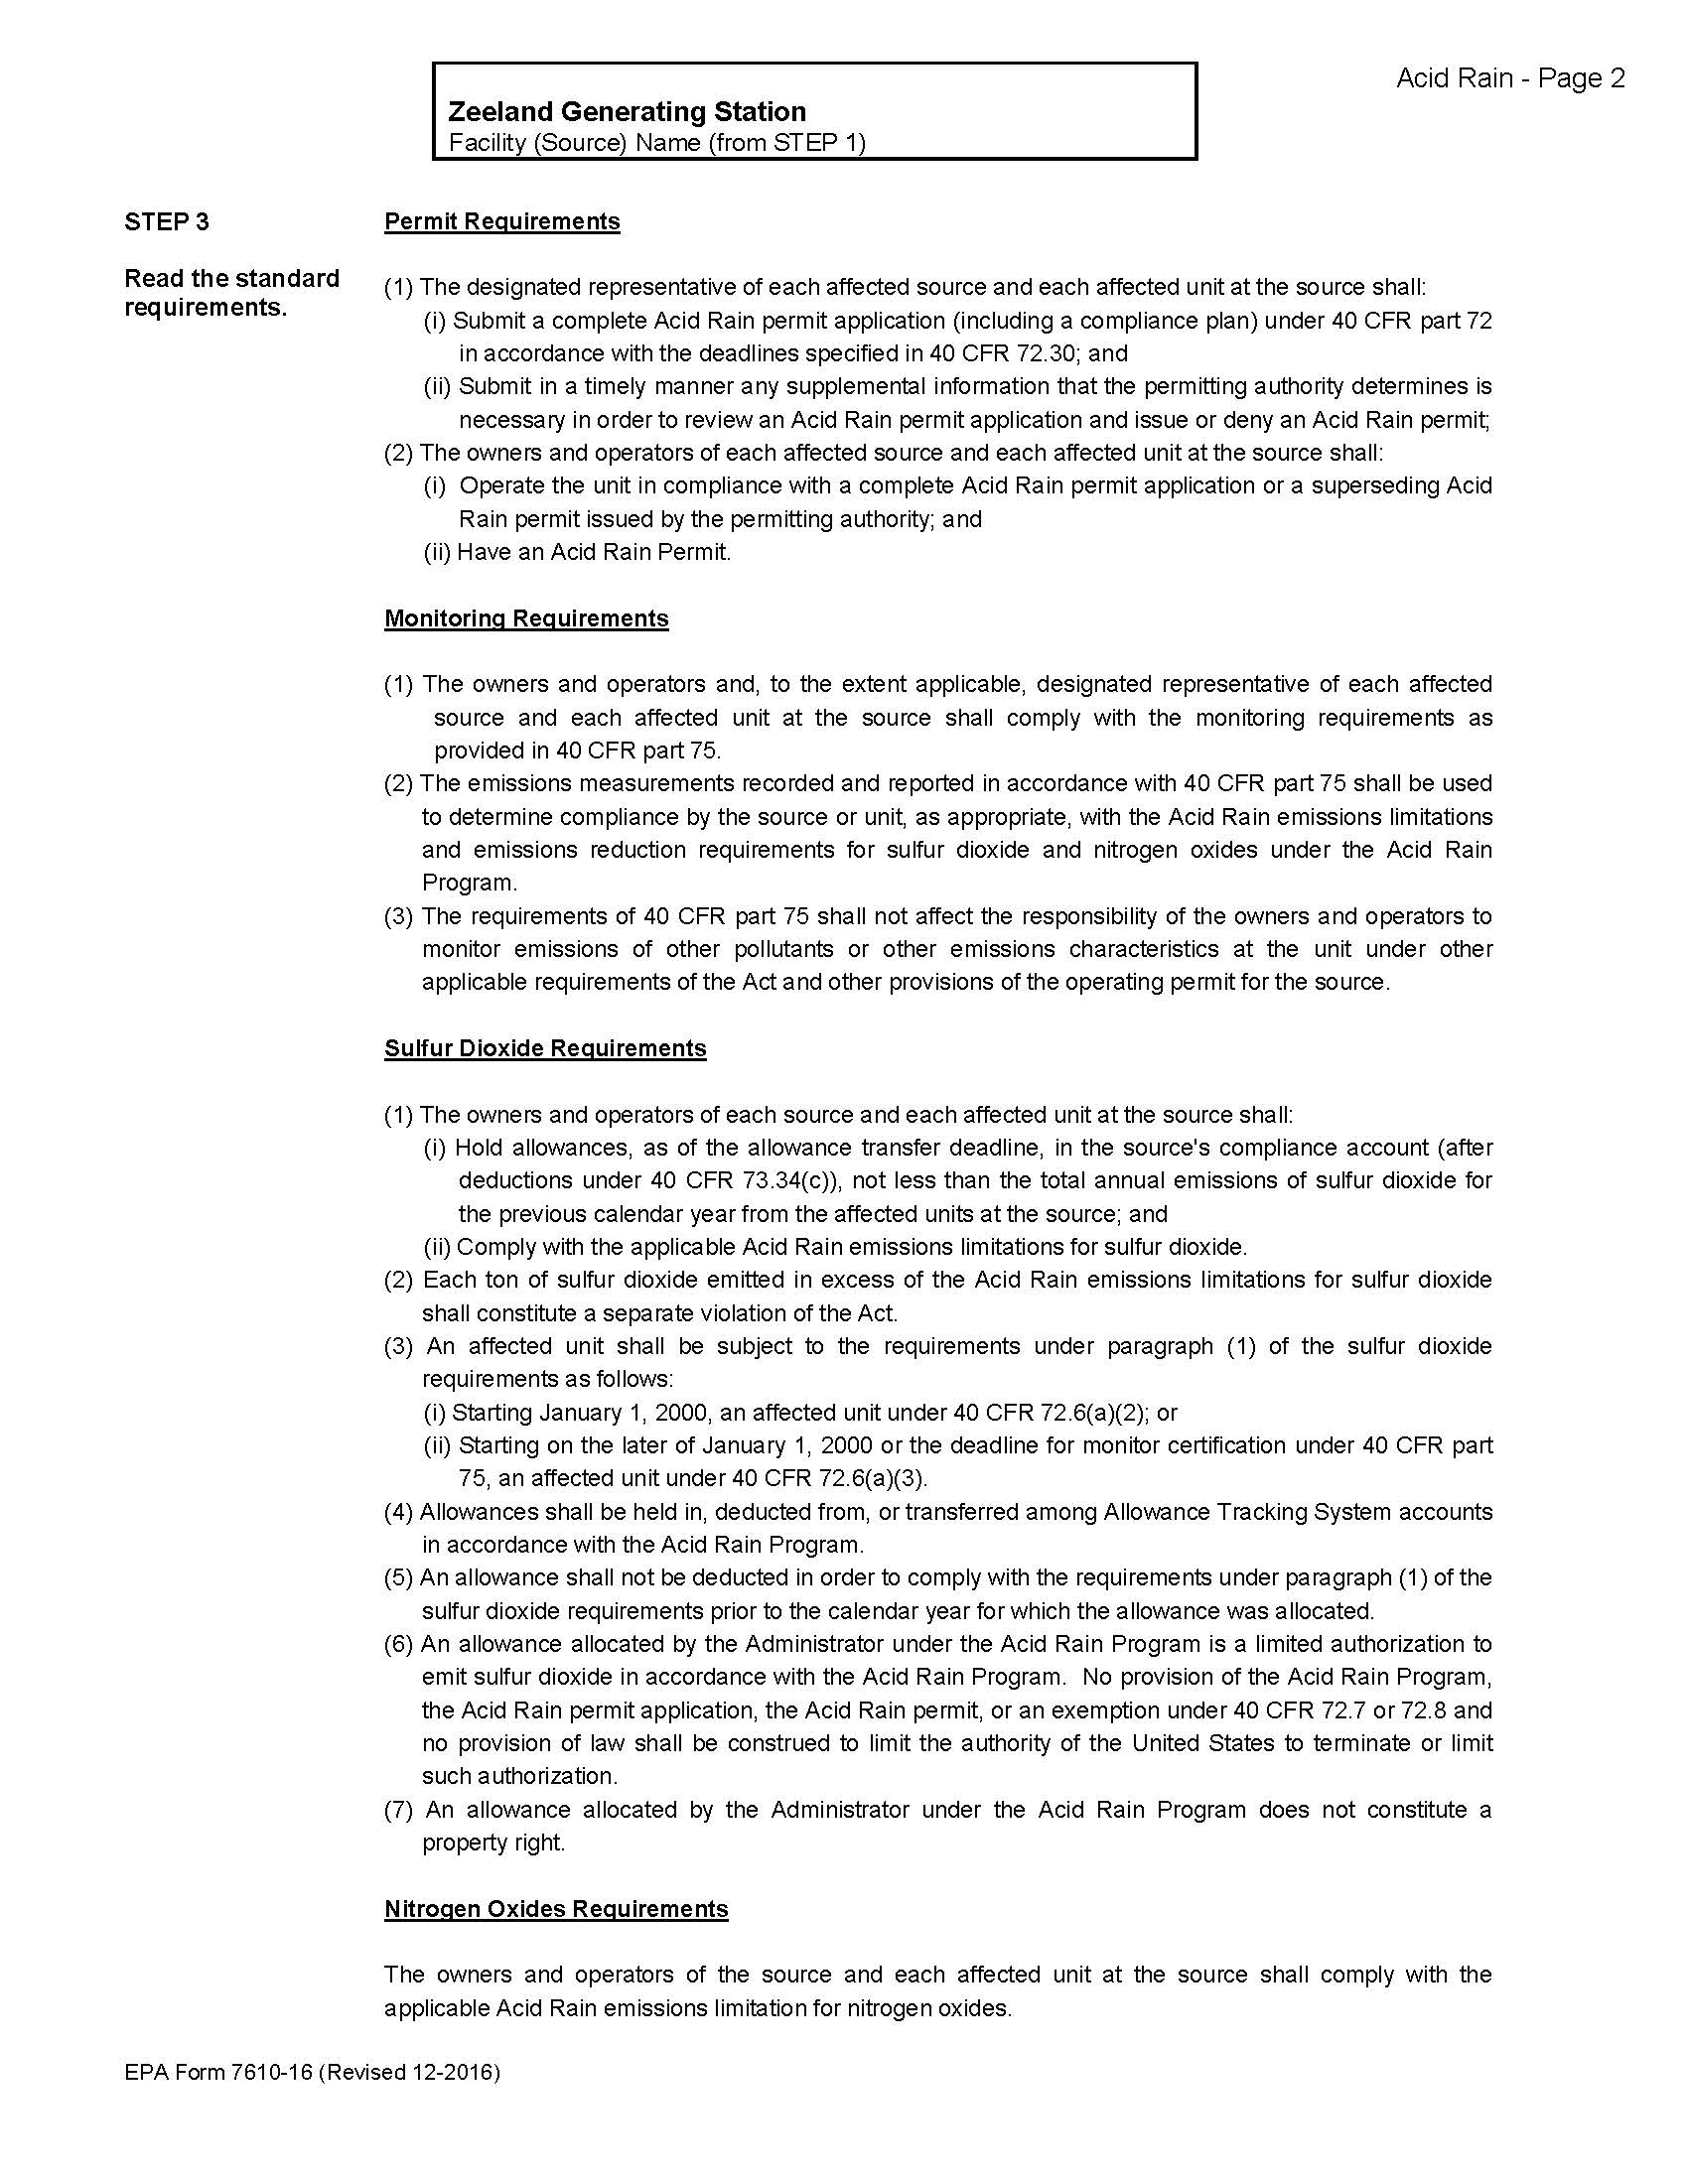 Acid Rain - Page 2
Zeeland Generating Station
Facility (Source) Name (from STEP 1)
STEP 3
Read the standard
requirements.
Permit Requirements
(1) The designated representative of each affected source and each affected unit at the source shall:
(i) Submit a complete Acid Rain permit application (including a compliance plan) under 40 CFR part 72
in accordance with the deadlines specified in 40 CFR 72.30; and
(ii) Submit in a timely manner any supplemental information that the permitting authority determines is
necessary in order to review an Acid Rain permit application and issue or deny an Acid Rain permit;
(2) The owners and operators of each affected source and each affected unit at the source shall:
(i) Operate the unit in compliance with a complete Acid Rain permit application or a superseding Acid
Rain permit issued by the permitting authority; and
(ii) Have an Acid Rain Permit.
Monitoring Requirements
(1) The owners and operators and, to the extent applicable, designated representative of each affected
source and each affected unit at the source shall comply with the monitoring requirements as
provided in 40 CFR part 75.
(2) The emissions measurements recorded and reported in accordance with 40 CFR part 75 shall be used
to determine compliance by the source or unit, as appropriate, with the Acid Rain emissions limitations
and emissions reduction requirements for sulfur dioxide and nitrogen oxides under the Acid Rain
Program.
(3) The requirements of 40 CFR part 75 shall not affect the responsibility of the owners and operators to
monitor emissions of other pollutants or other emissions characteristics at the unit under other
applicable requirements of the Act and other provisions of the operating permit for the source.
Sulfur Dioxide Requirements
(1) The owners and operators of each source and each affected unit at the source shall:
(i) Hold allowances, as of the allowance transfer deadline, in the source's compliance account (after
deductions under 40 CFR 73.34(c)), not less than the total annual emissions of sulfur dioxide for
the previous calendar year from the affected units at the source; and
(ii) Comply with the applicable Acid Rain emissions limitations for sulfur dioxide.
(2) Each ton of sulfur dioxide emitted in excess of the Acid Rain emissions limitations for sulfur dioxide
shall constitute a separate violation of the Act.
(3) An affected unit shall be subject to the requirements under paragraph (1) of the sulfur dioxide
requirements as follows:
(i) Starting January 1, 2000, an affected unit under 40 CFR 72.6(a)(2); or
(ii) Starting on the later of January 1, 2000 or the deadline for monitor certification under 40 CFR part
75, an affected unit under 40 CFR 72.6(a)(3).
(4) Allowances shall be held in, deducted from, or transferred among Allowance Tracking System accounts
in accordance with the Acid Rain Program.
(5) An allowance shall not be deducted in order to comply with the requirements under paragraph (1) of the
sulfur dioxide requirements prior to the calendar year for which the allowance was allocated.
(6) An allowance allocated by the Administrator under the Acid Rain Program is a limited authorization to
emit sulfur dioxide in accordance with the Acid Rain Program. No provision of the Acid Rain Program,
the Acid Rain permit application, the Acid Rain permit, or an exemption under 40 CFR 72.7 or 72.8 and
no provision of law shall be construed to limit the authority of the United States to terminate or limit
such authorization.
(7) An allowance allocated by the Administrator under the Acid Rain Program does not constitute a
property right.
Nitrogen Oxides Requirements
The owners and operators of the source and each affected unit at the source shall comply with the
applicable Acid Rain emissions limitation for nitrogen oxides.
EPA Form 7610-16 (Revised 12-2016)